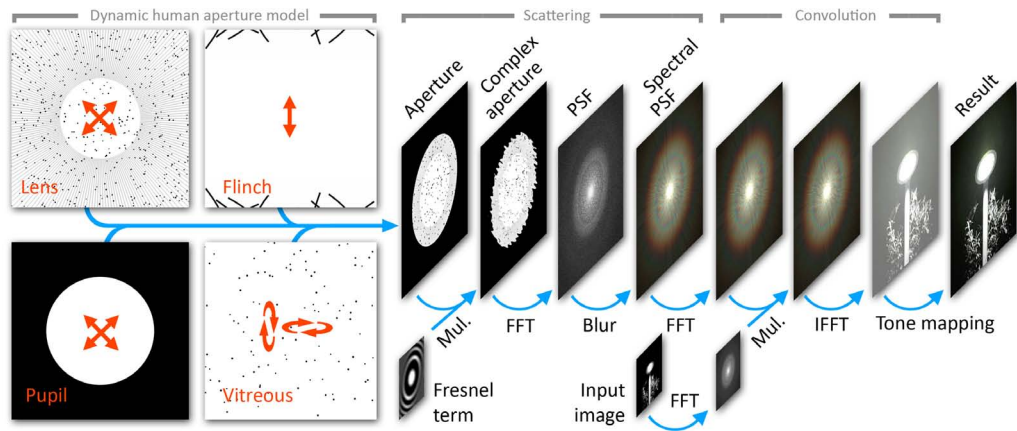 Dynamic human aperture model
Scattering
Convolution
Lens
Flinch
Pupil
Vitreous
Aperture
Complex
aperture
PSF
Spectral
PSF
Result
Mul.
FFT
Blur
FFT
Mul.
IFFT
Tone mapping
Fresnel
term
Input
image
FFT